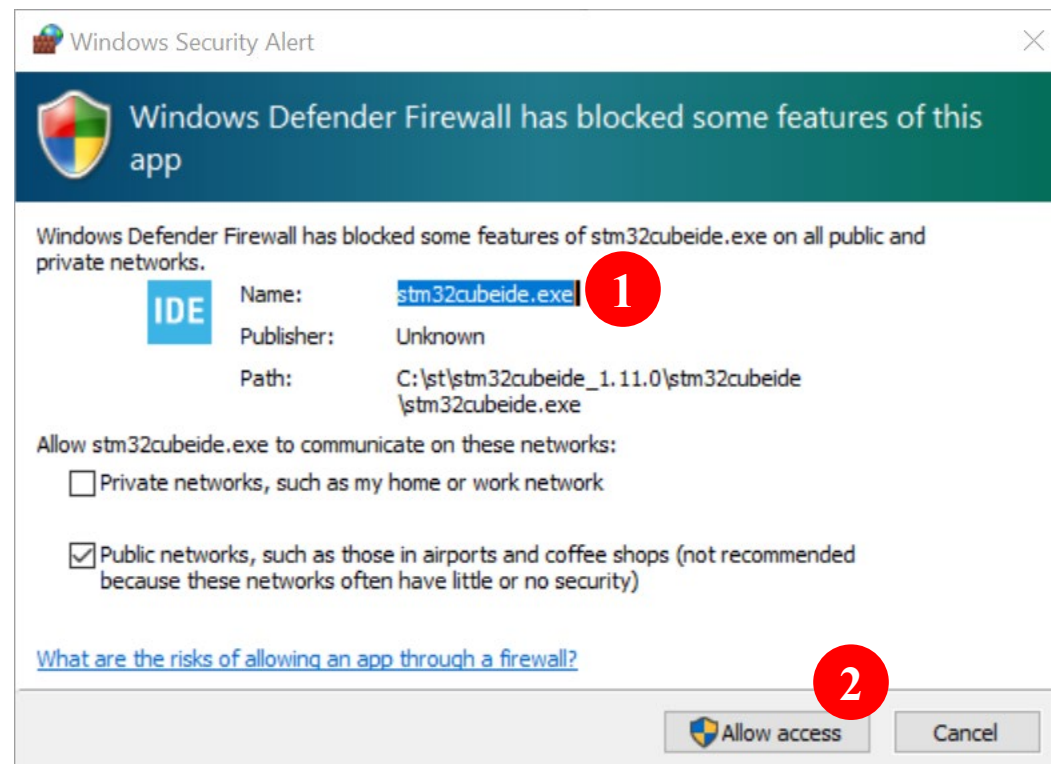 Windows Security Alert
Windows Defender Firewall has blocked some features of this
app
Windows Defender Firewall has blocked some features of stm32cubeide.exe on all public and
private networks.
IDE
Name: stm32cubeide.exe 1
Publisher: Unknown
Path: C:\st\stm32cubeide_1.11.0\stm32cubeide
\stm32cubeide.exe
Allow stm32cubeide.exe to communicate on these networks:
Private networks, such as my home or work network
Public networks, such as those in airports and coffee shops (not recommended
because these networks often have little or no security)
What are the risks of allowing an app through a firewall?
2
Allow access Cancel